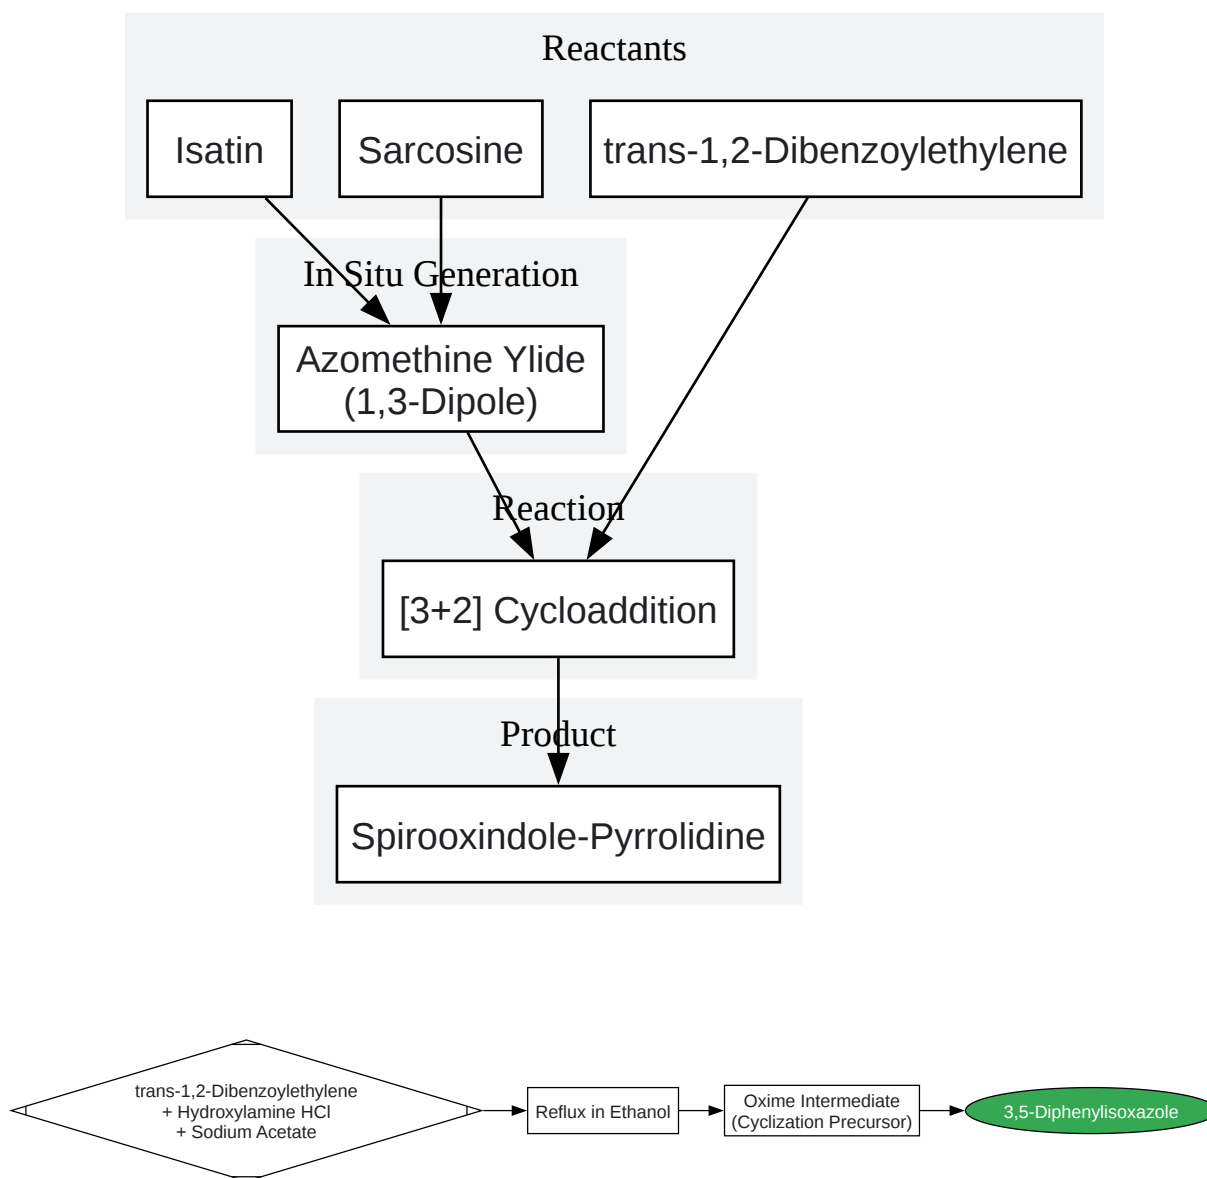 Reactants
Isatin
Sarcosine
trans-1,2-Dibenzoylethylene
In Situ Generation
Azomethine Ylide
(1,3-Dipole)
Reaction
[3+2] Cycloaddition
Product
Spirooxindole-Pyrrolidine
trans-1,2-Dibenzoylethylene
+ Hydroxylamine HCl
+ Sodium Acetate
Reflux in Ethanol
Oxime Intermediate
(Cyclization Precursor)
3,5-Diphenylisoxazole